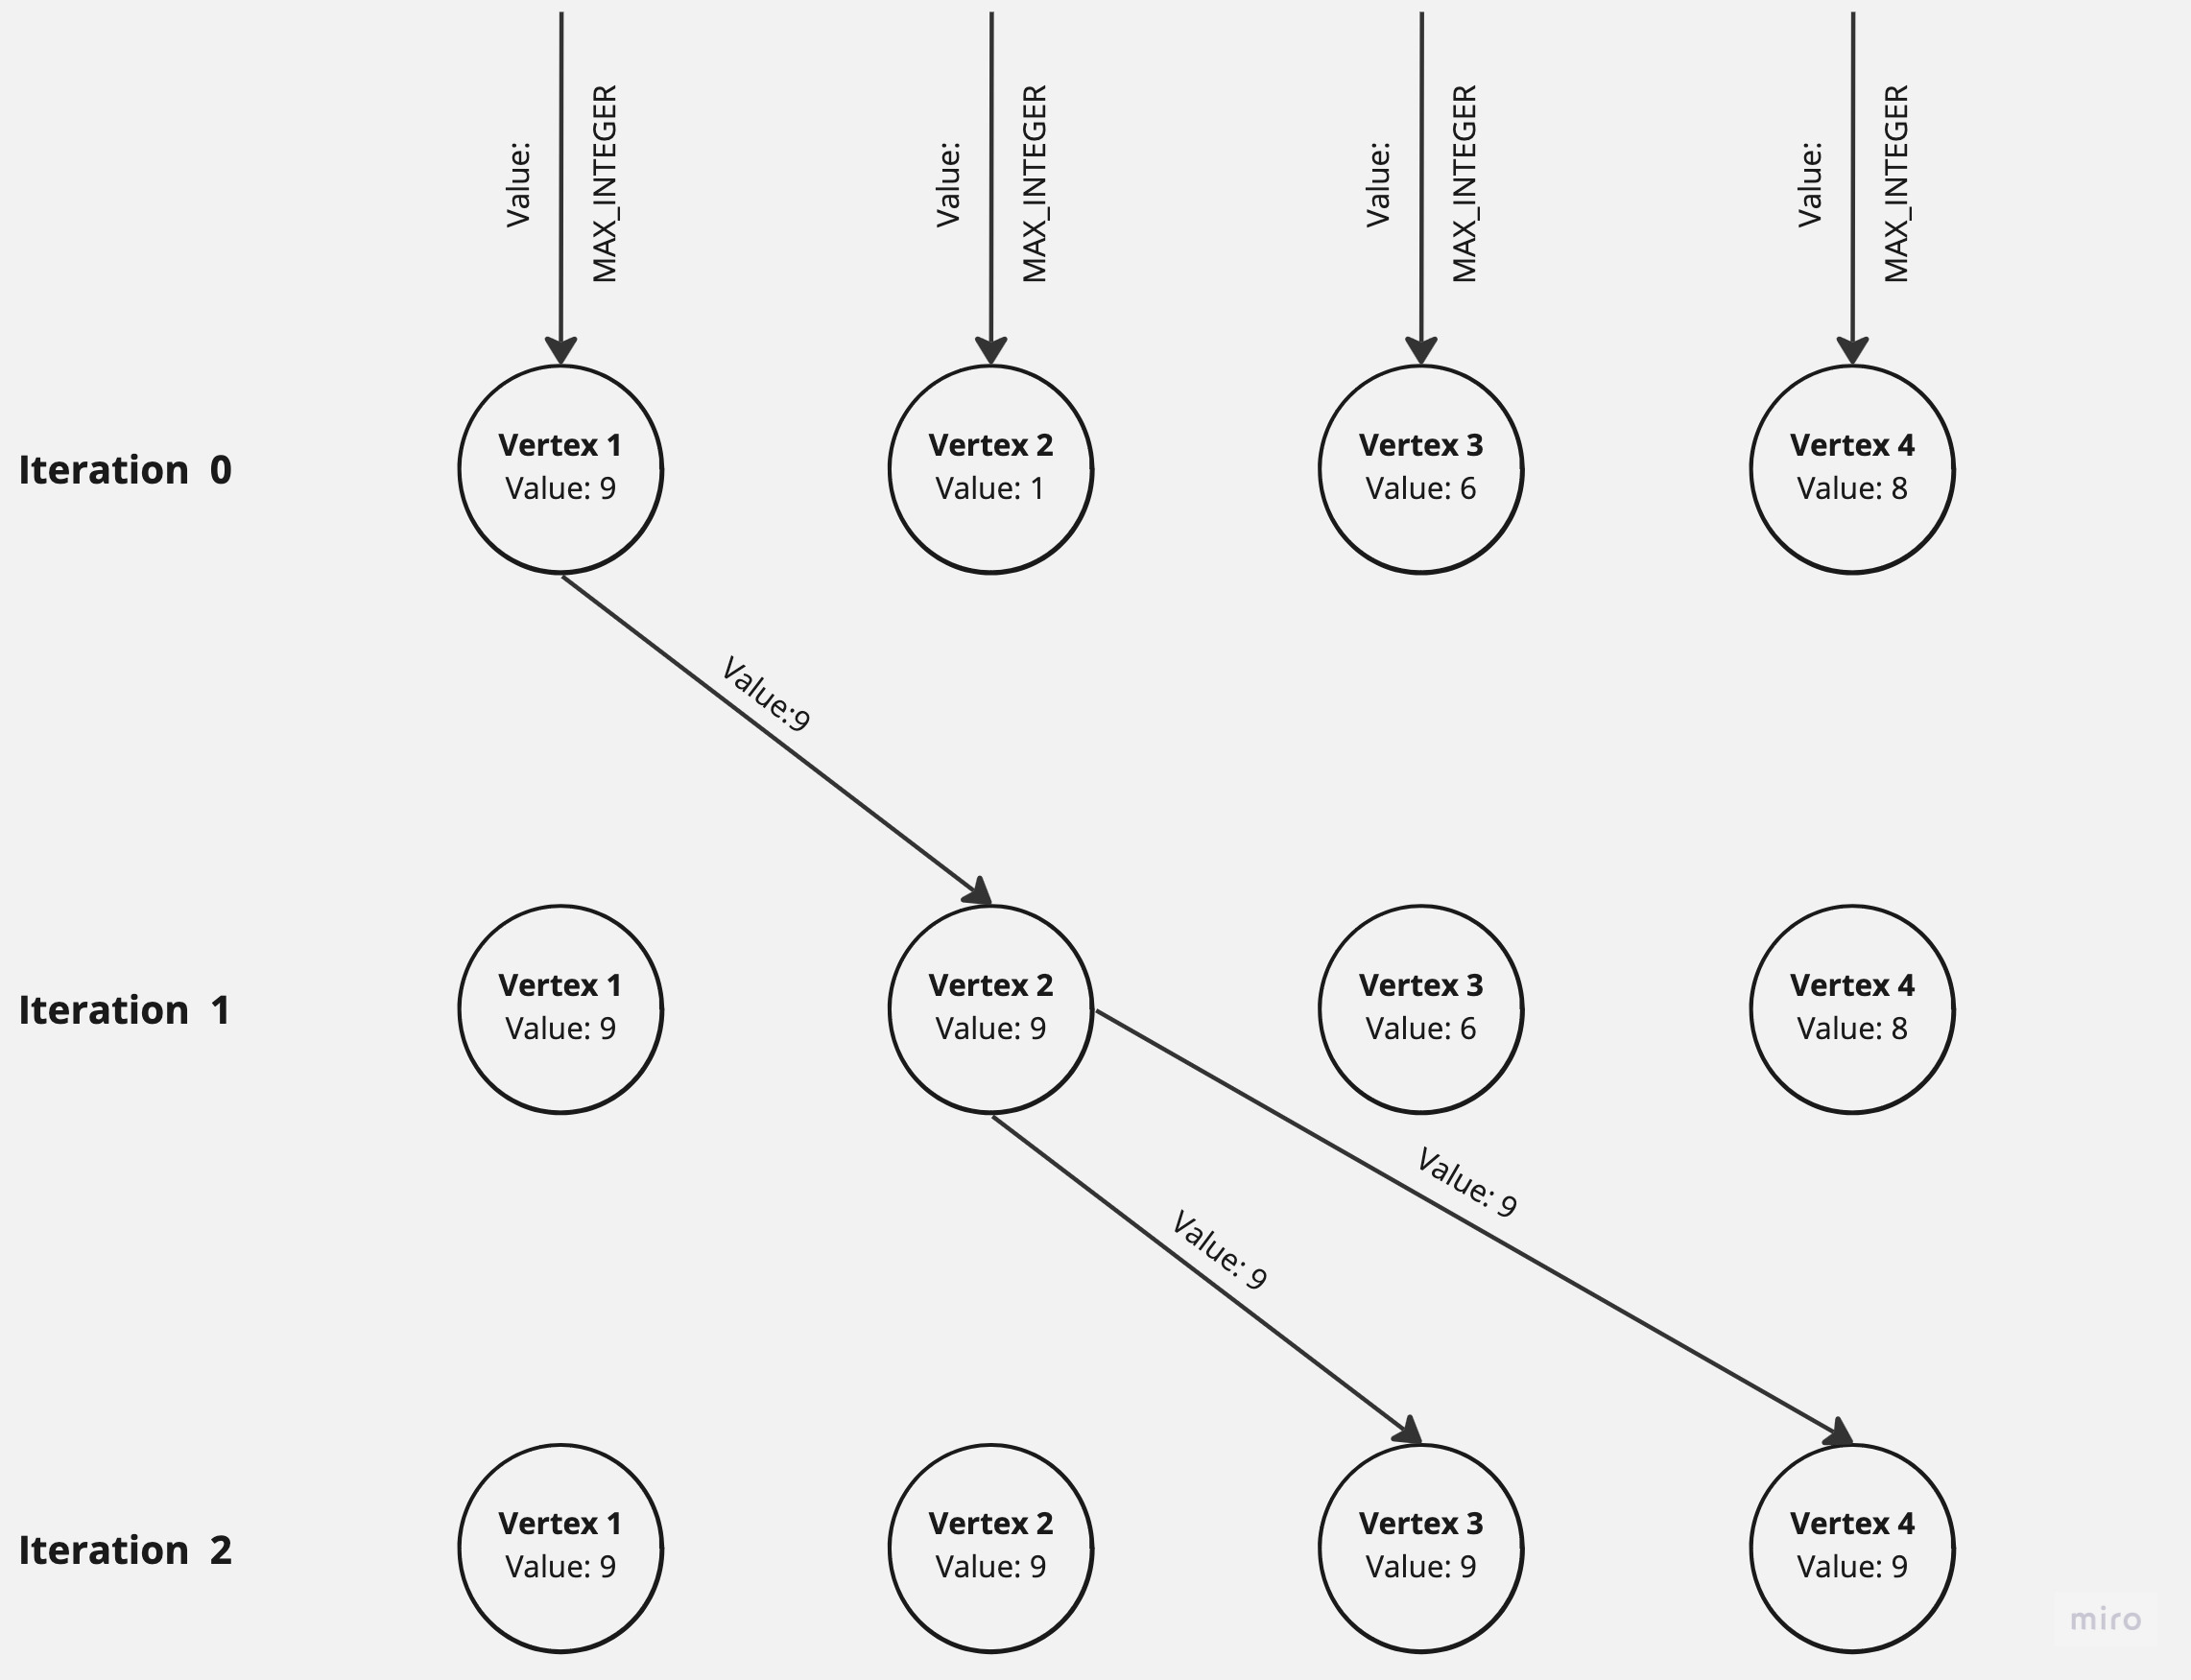 Value:
MAX_INTEGER
Value:
MAX_INTEGER
Value:
MAX_INTEGER
Value:
MAX_INTEGER
Iteration 0
Vertex 1
Value: 9
Vertex 2
Value: 1
Vertex 3
Value: 6
Vertex 4
Value: 8
Value:9
Iteration 1
Vertex 1
Value: 9
Vertex 2
Value: 9
Vertex 3
Value: 6
Vertex 4
Value: 8
Value: 9
Value: 9
Iteration 2
Vertex 1
Value: 9
Vertex 2
Value: 9
Vertex 3
Value: 9
Vertex 4
Value: 9
miro